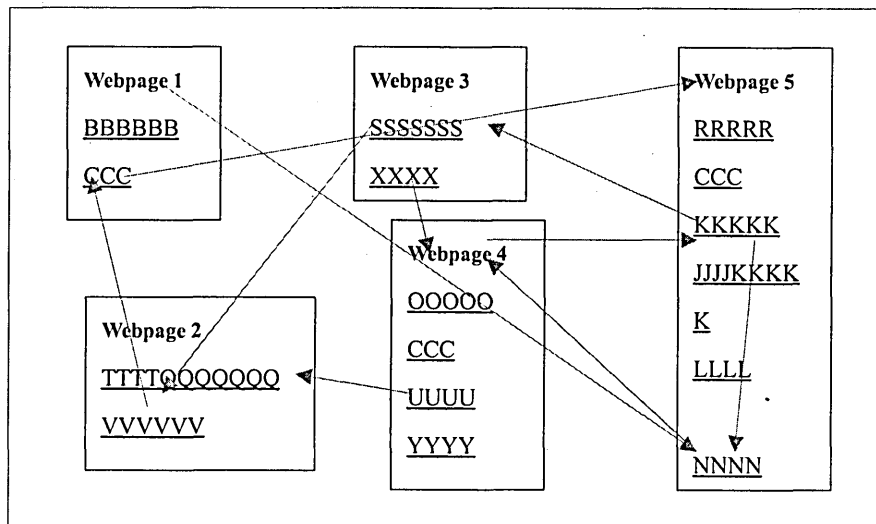 Webpage 1
BBBBBB
CCC
Webpage 3
SSSSSSS
XXXX
Webpage 5
RRRRR
CCC
KKKKK
JJJJKKKK
K
LLLL
NNNN
Webpage 2
TTTTQQQQQQQ
VVVVVV
Webpage 4
OOOOO
CCC
UUUU
YYYY